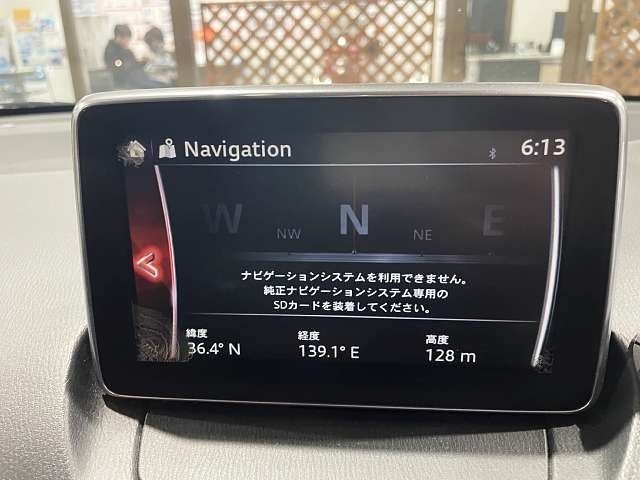 Navigation
6:13
W
NW
N
NE
E
ナビゲーションシステムを利用できません。
純正ナビゲーションシステム専用の
SDカードを装着してください。
緯度 経度 高度
36.4° N 139.1° E 128 m